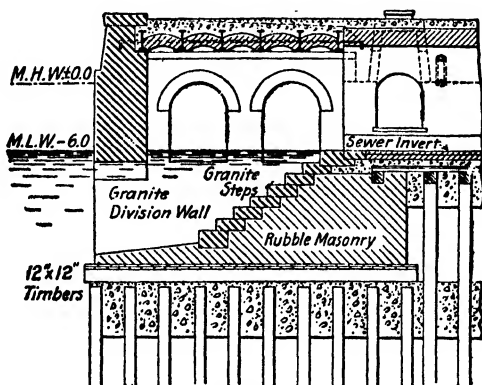 M.H.W.±0.0
M.L.W.-6.0
Sewer Invert
Granite
Steps
Granite
Division Wall
Rubble Masonry
12"x12"
Timbers